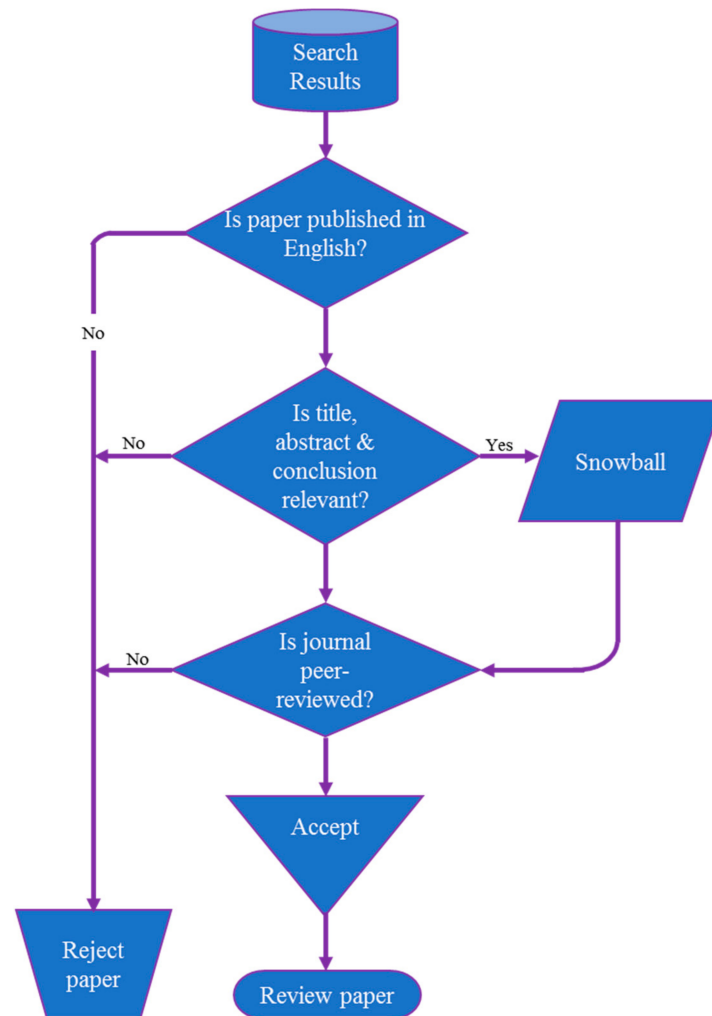 Search
Results
Is paper published in
English?
No
Is title,
abstract &
conclusion
relevant?
No
Yes
Snowball
Is journal
peer-
reviewed?
No
Accept
Reject
paper
Review paper